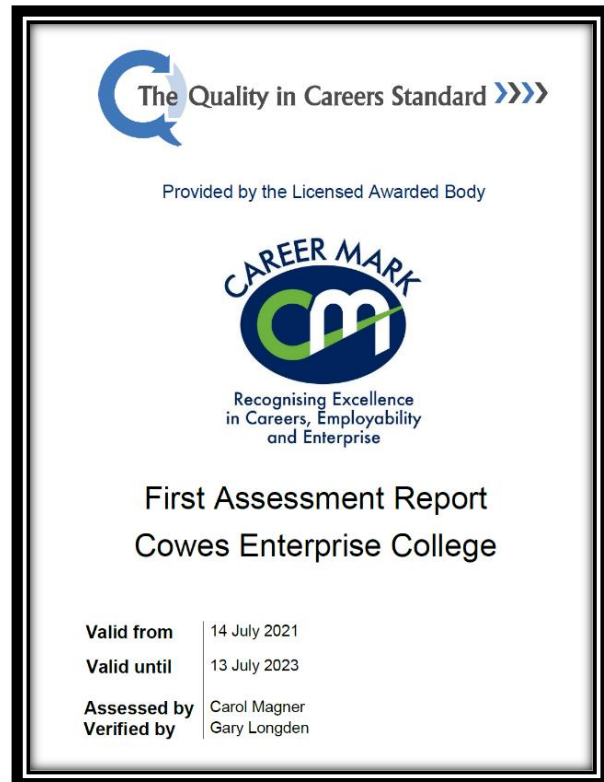 The Quality in Careers Standard
Provided by the Licensed Awarded Body
CAREER MARK
cm
Recognising Excellence
in Careers, Employability
and Enterprise
First Assessment Report
Cowes Enterprise College
Valid from 14 July 2021
Valid until 13 July 2023
Assessed by Carol Magner
Verified by Gary Longden